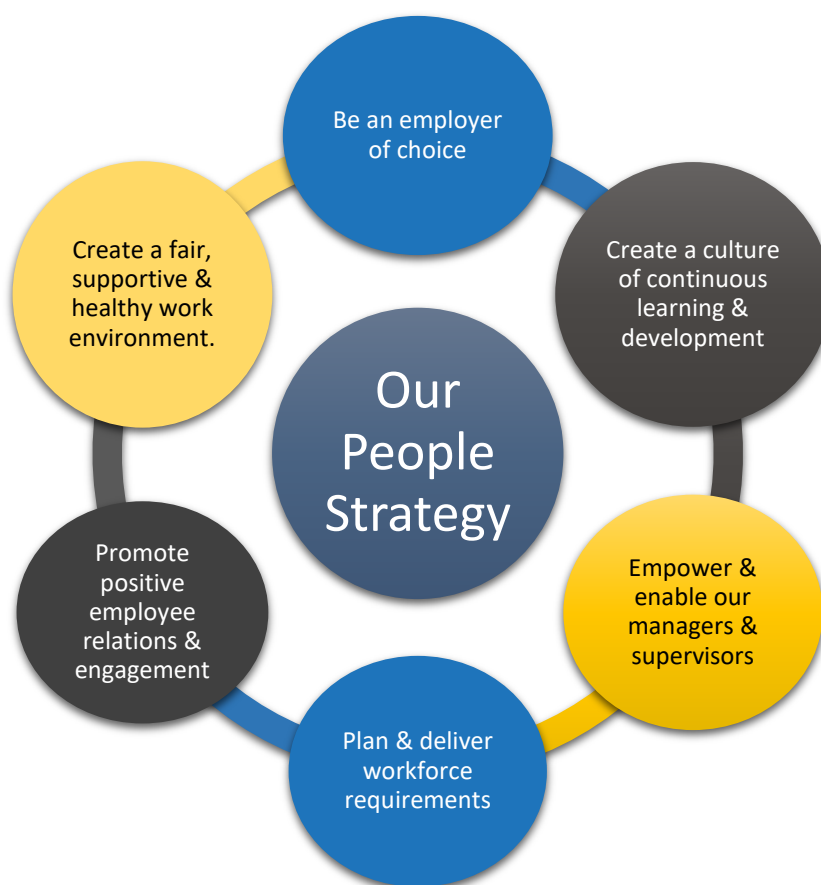 Be an employer
of choice
Create a culture
of continuous
learning &
development
Empower &
enable our
managers &
supervisors
Plan & deliver
workforce
requirements
Promote
positive
employee
relations &
engagement
Create a fair,
supportive &
healthy work
environment.
Our
People
Strategy